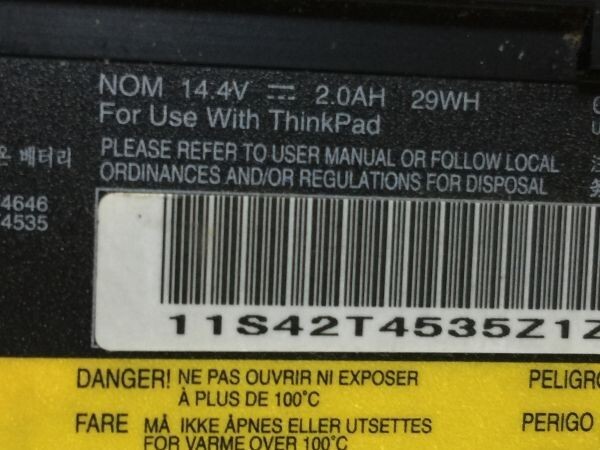 NOM 14.4V 2.0AH 29WH
For Use With ThinkPad
PLEASE REFER TO USER MANUAL OR FOLLOW LOCAL
ORDINANCES AND/OR REGULATIONS FOR DISPOSAL
배터리
4646
4535
11S42T4535Z1Z
DANGER! NE PAS OUVRIR NI EXPOSER
À PLUS DE 100°C
PELIGRO
FARE MÅ IKKE ÅPNES ELLER UTSETTES
FOR VARME OVER 100°C
PERIGO